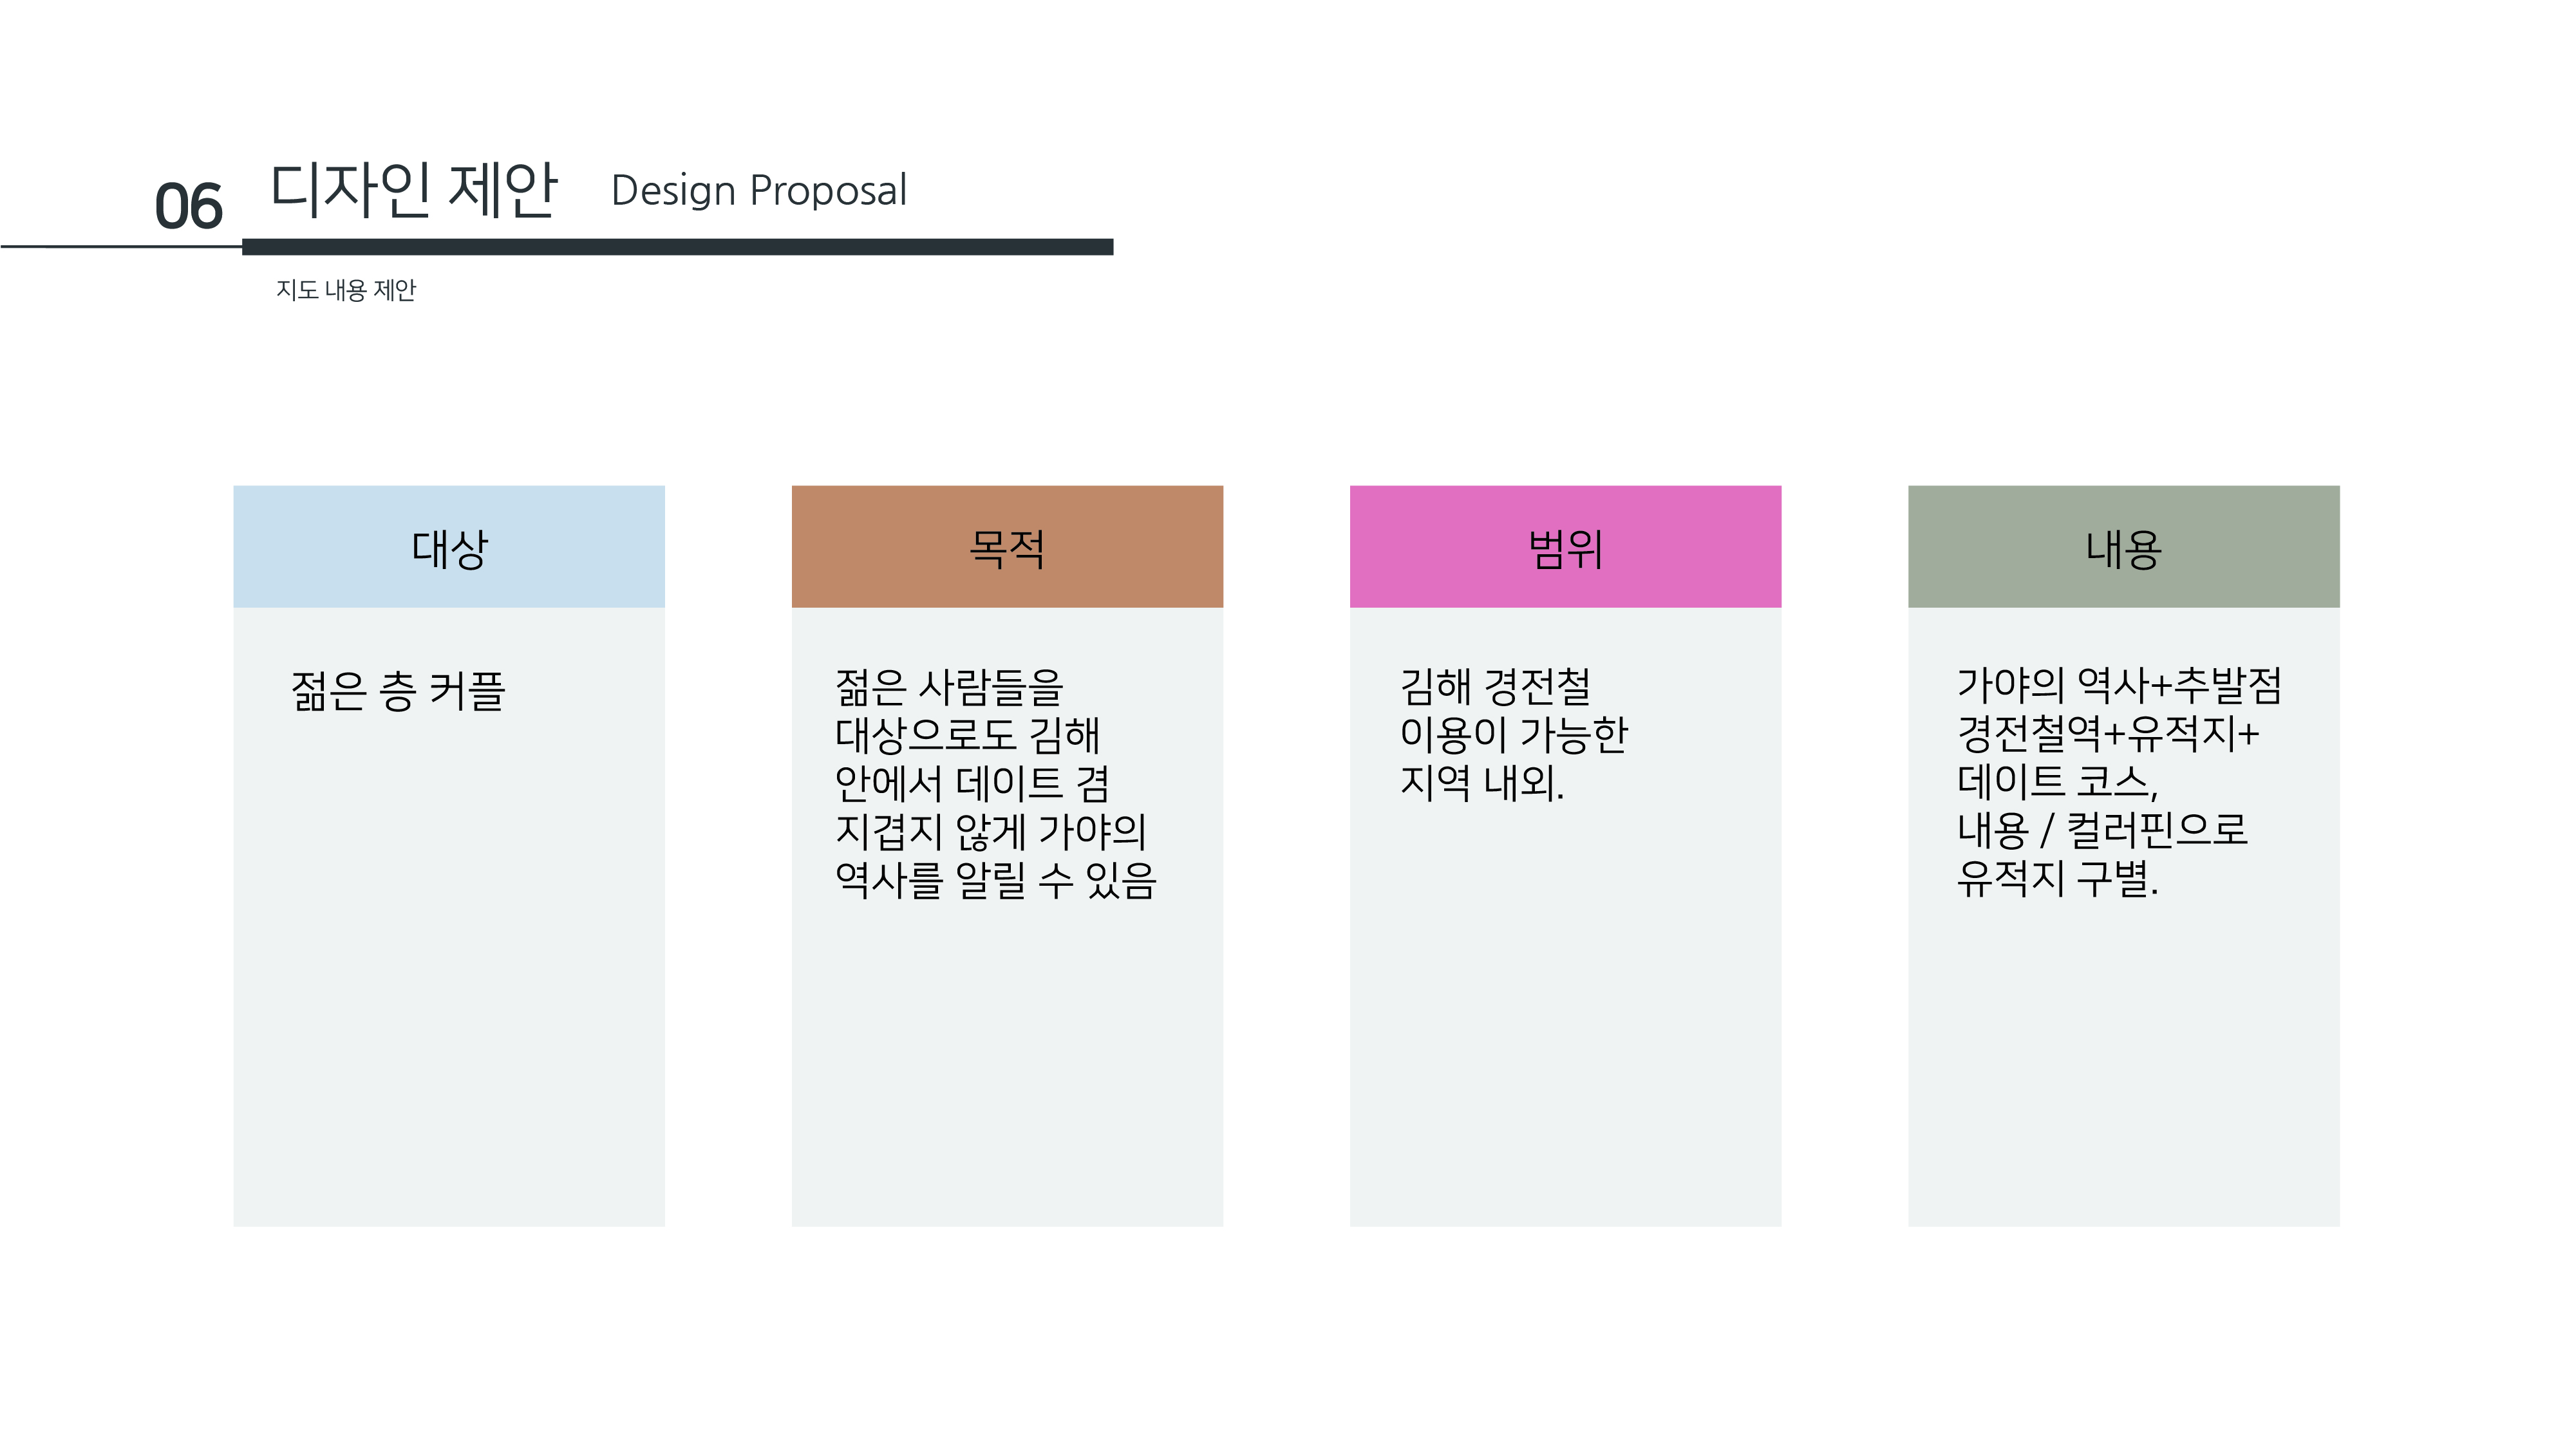 06 디자인 제안 Design Proposal
지도 내용 제안
대상
젊은 층 커플
목적
젊은 사람들을
대상으로도 김해
안에서 데이트 겸
지겹지 않게 가야의
역사를 알릴 수 있음
범위
김해 경전철
이용이 가능한
지역 내외.
내용
가야의 역사+추발점
경전철역+유적지+
데이트 코스,
내용 / 컬러핀으로
유적지 구별.